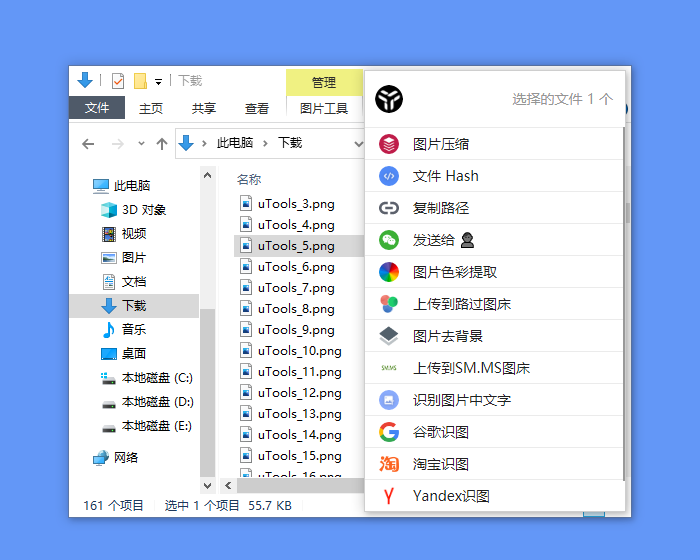 下载
管理
选择的文件 1 个
文件
主页
共享
查看
图片工具
此电脑
下载
此电脑
3D 对象
视频
图片
文档
下载
音乐
桌面
本地磁盘 (C:)
本地磁盘 (D:)
本地磁盘 (E:)
网络
名称
uTools_3.png
uTools_4.png
uTools_5.png
uTools_6.png
uTools_7.png
uTools_8.png
uTools_9.png
uTools_10.png
uTools_11.png
uTools_12.png
uTools_13.png
uTools_14.png
uTools_15.png
uTools_16.png
图片压缩
文件 Hash
复制路径
发送给
图片色彩提取
上传到路过图床
图片去背景
SM.MS
上传到SM.MS图床
识别图片中文字
谷歌识图
淘
淘宝识图
Yandex识图
161 个项目
选中 1 个项目
55.7 KB